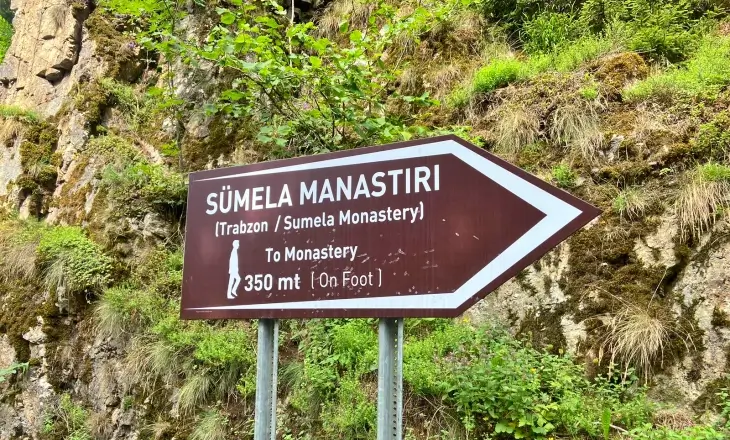 SÜMELA MANASTIRI
(Trabzon / Sumela Monastery)
To Monastery
350 mt [ On Foot ]